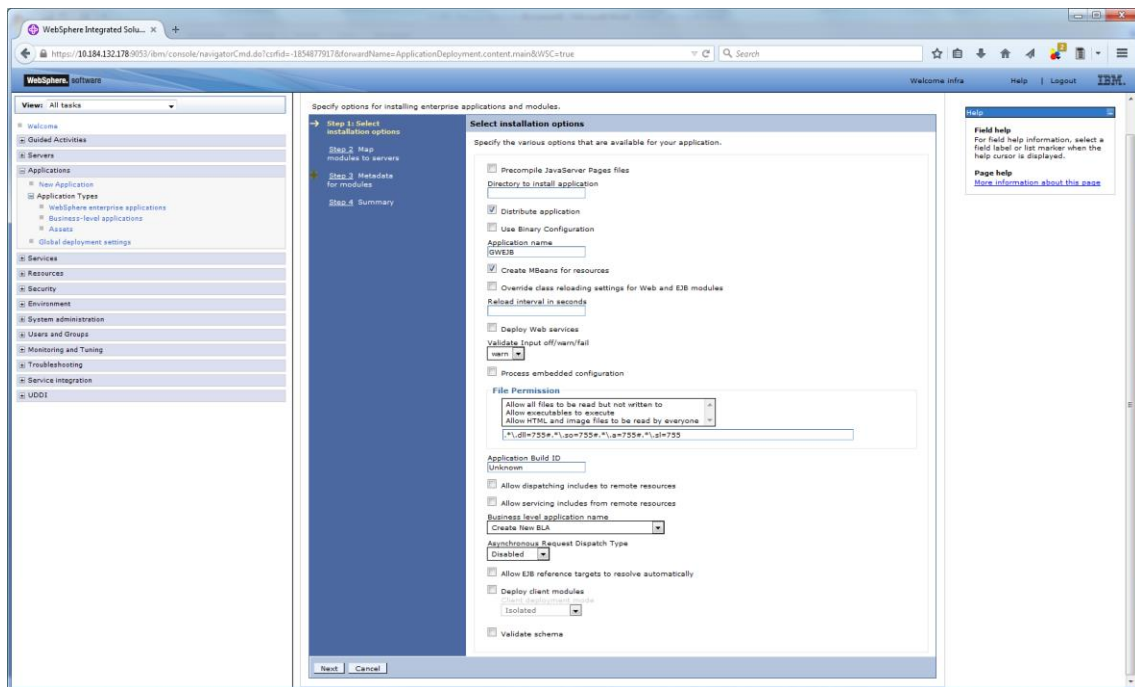 WebSphere Integrated Solu... × +
https://10.184.132.178:9053/ibm/console/navigatorCmd.do?csrfid=-1854877917&forwardName=ApplicationDeployment.content.main&WSC=true
Search
WebSphere. software
Welcome infra
Help | Logout
IBM.
View: All tasks
Welcome
Guided Activities
Servers
Applications
New Application
Application Types
WebSphere enterprise applications
Business-level applications
Assets
Global deployment settings
Services
Resources
Security
Environment
System administration
Users and Groups
Monitoring and Tuning
Troubleshooting
Service integration
UDDI
Specify options for installing enterprise applications and modules.
Step 1: Select
installation options
Step 2 Map
modules to servers
Step 3 Metadata
for modules
Step 4 Summary
Select installation options
Specify the various options that are available for your application.
Precompile JavaServer Pages files
Directory to install application
Distribute application
Use Binary Configuration
Application name
GWEJB
Create MBeans for resources
Override class reloading settings for Web and EJB modules
Reload interval in seconds
Deploy Web services
Validate Input off/warn/fail
warn
Process embedded configuration
File Permission
Allow all files to be read but not written to
Allow executables to execute
Allow HTML and image files to be read by everyone
.*\.dll=755#.*\.so=755#.*\.a=755#.*\.sl=755
Application Build ID
Unknown
Allow dispatching includes to remote resources
Allow servicing includes from remote resources
Business level application name
Create New BLA
Asynchronous Request Dispatch Type
Disabled
Allow EJB reference targets to resolve automatically
Deploy client modules
Client deployment mode
Isolated
Validate schema
Next Cancel
Help
Field help
For field help information, select a
field label or list marker when the
help cursor is displayed.
Page help
More information about this page